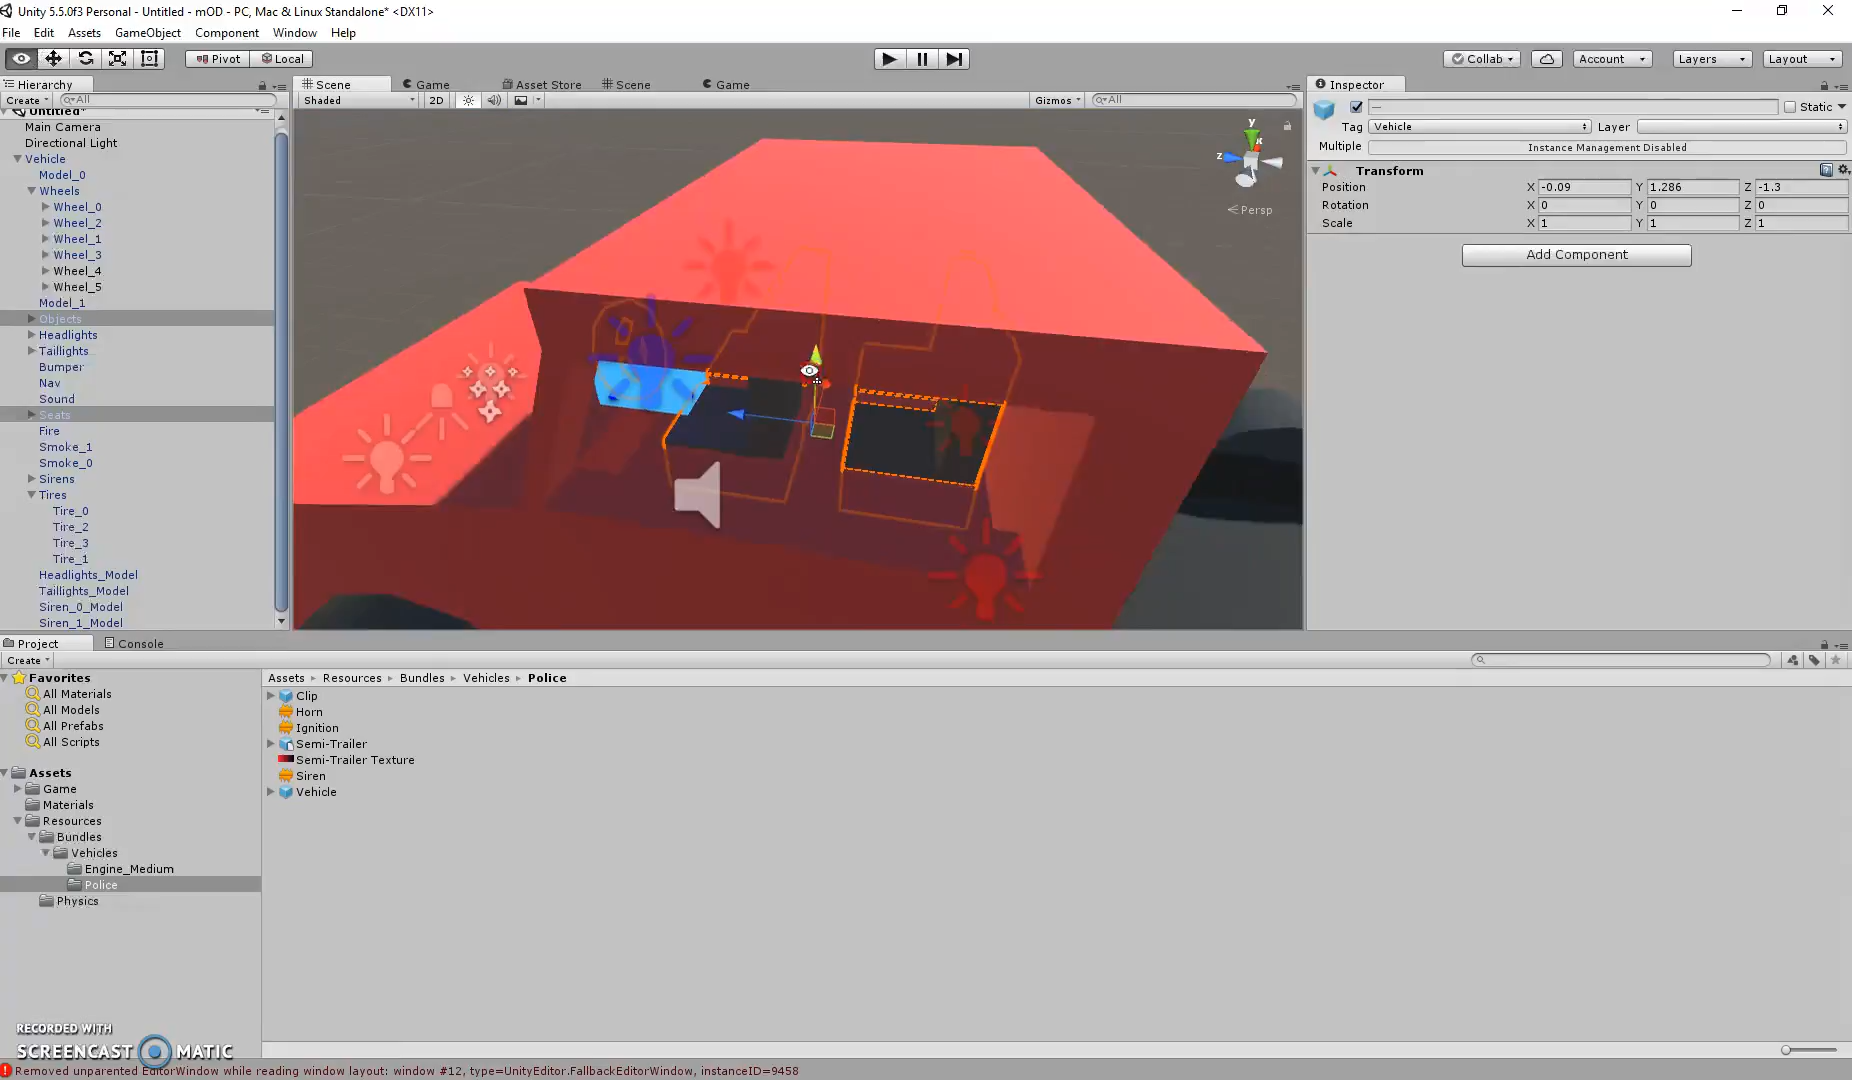 Unity 5.5.0f3 Personal - Untitled - mOD - PC, Mac & Linux Standalone* <DX11>
File Edit Assets GameObject Component Window Help
Pivot Local Collab Account Layers Layout
Hierarchy Scene Game Asset Store Scene Game Inspector
Create All Shaded 2D Gizmos All Static
Untitled*
Tag Vehicle Layer
Multiple Instance Management Disabled
Transform
Position X -0.09 Y 1.286 Z -1.3
Rotation X 0 Y 0 Z 0
Scale X 1 Y 1 Z 1
Add Component
Main Camera
Directional Light
Vehicle
Model_0
Wheels
Wheel_0
Wheel_2
Wheel_1
Wheel_3
Wheel_4
Wheel_5
Model_1
Objects
Headlights
Taillights
Bumper
Nav
Sound
Seats
Fire
Smoke_1
Smoke_0
Sirens
Tires
Tire_0
Tire_2
Tire_3
Tire_1
Headlights_Model
Taillights_Model
Siren_0_Model
Siren_1_Model
y
x
z
Persp
Project Console
Create
Favorites
All Materials
All Models
All Prefabs
All Scripts
Assets
Game
Materials
Resources
Bundles
Vehicles
Engine_Medium
Police
Physics
Assets Resources Bundles Vehicles Police
Clip
Horn
Ignition
Semi-Trailer
Semi-Trailer Texture
Siren
Vehicle
RECORDED WITH
SCREENCAST MATIC
Removed unparented EditorWindow while reading window layout: window #12, type=UnityEditor.FallbackEditorWindow, instanceID=9458